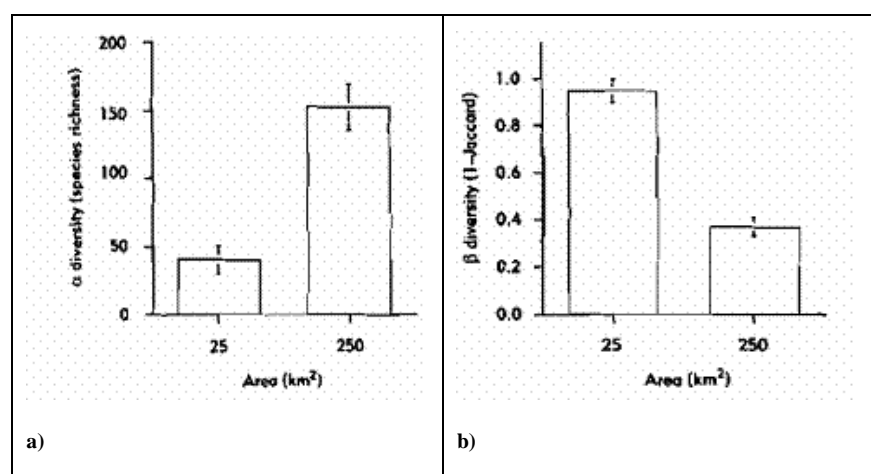 200
150
100
50
0
α diversity (species richness)
25
250
Area (km²)
a)
1.0
0.8
0.6
0.4
0.2
0.0
β diversity (1-Jaccard)
25
250
Area (km²)
b)